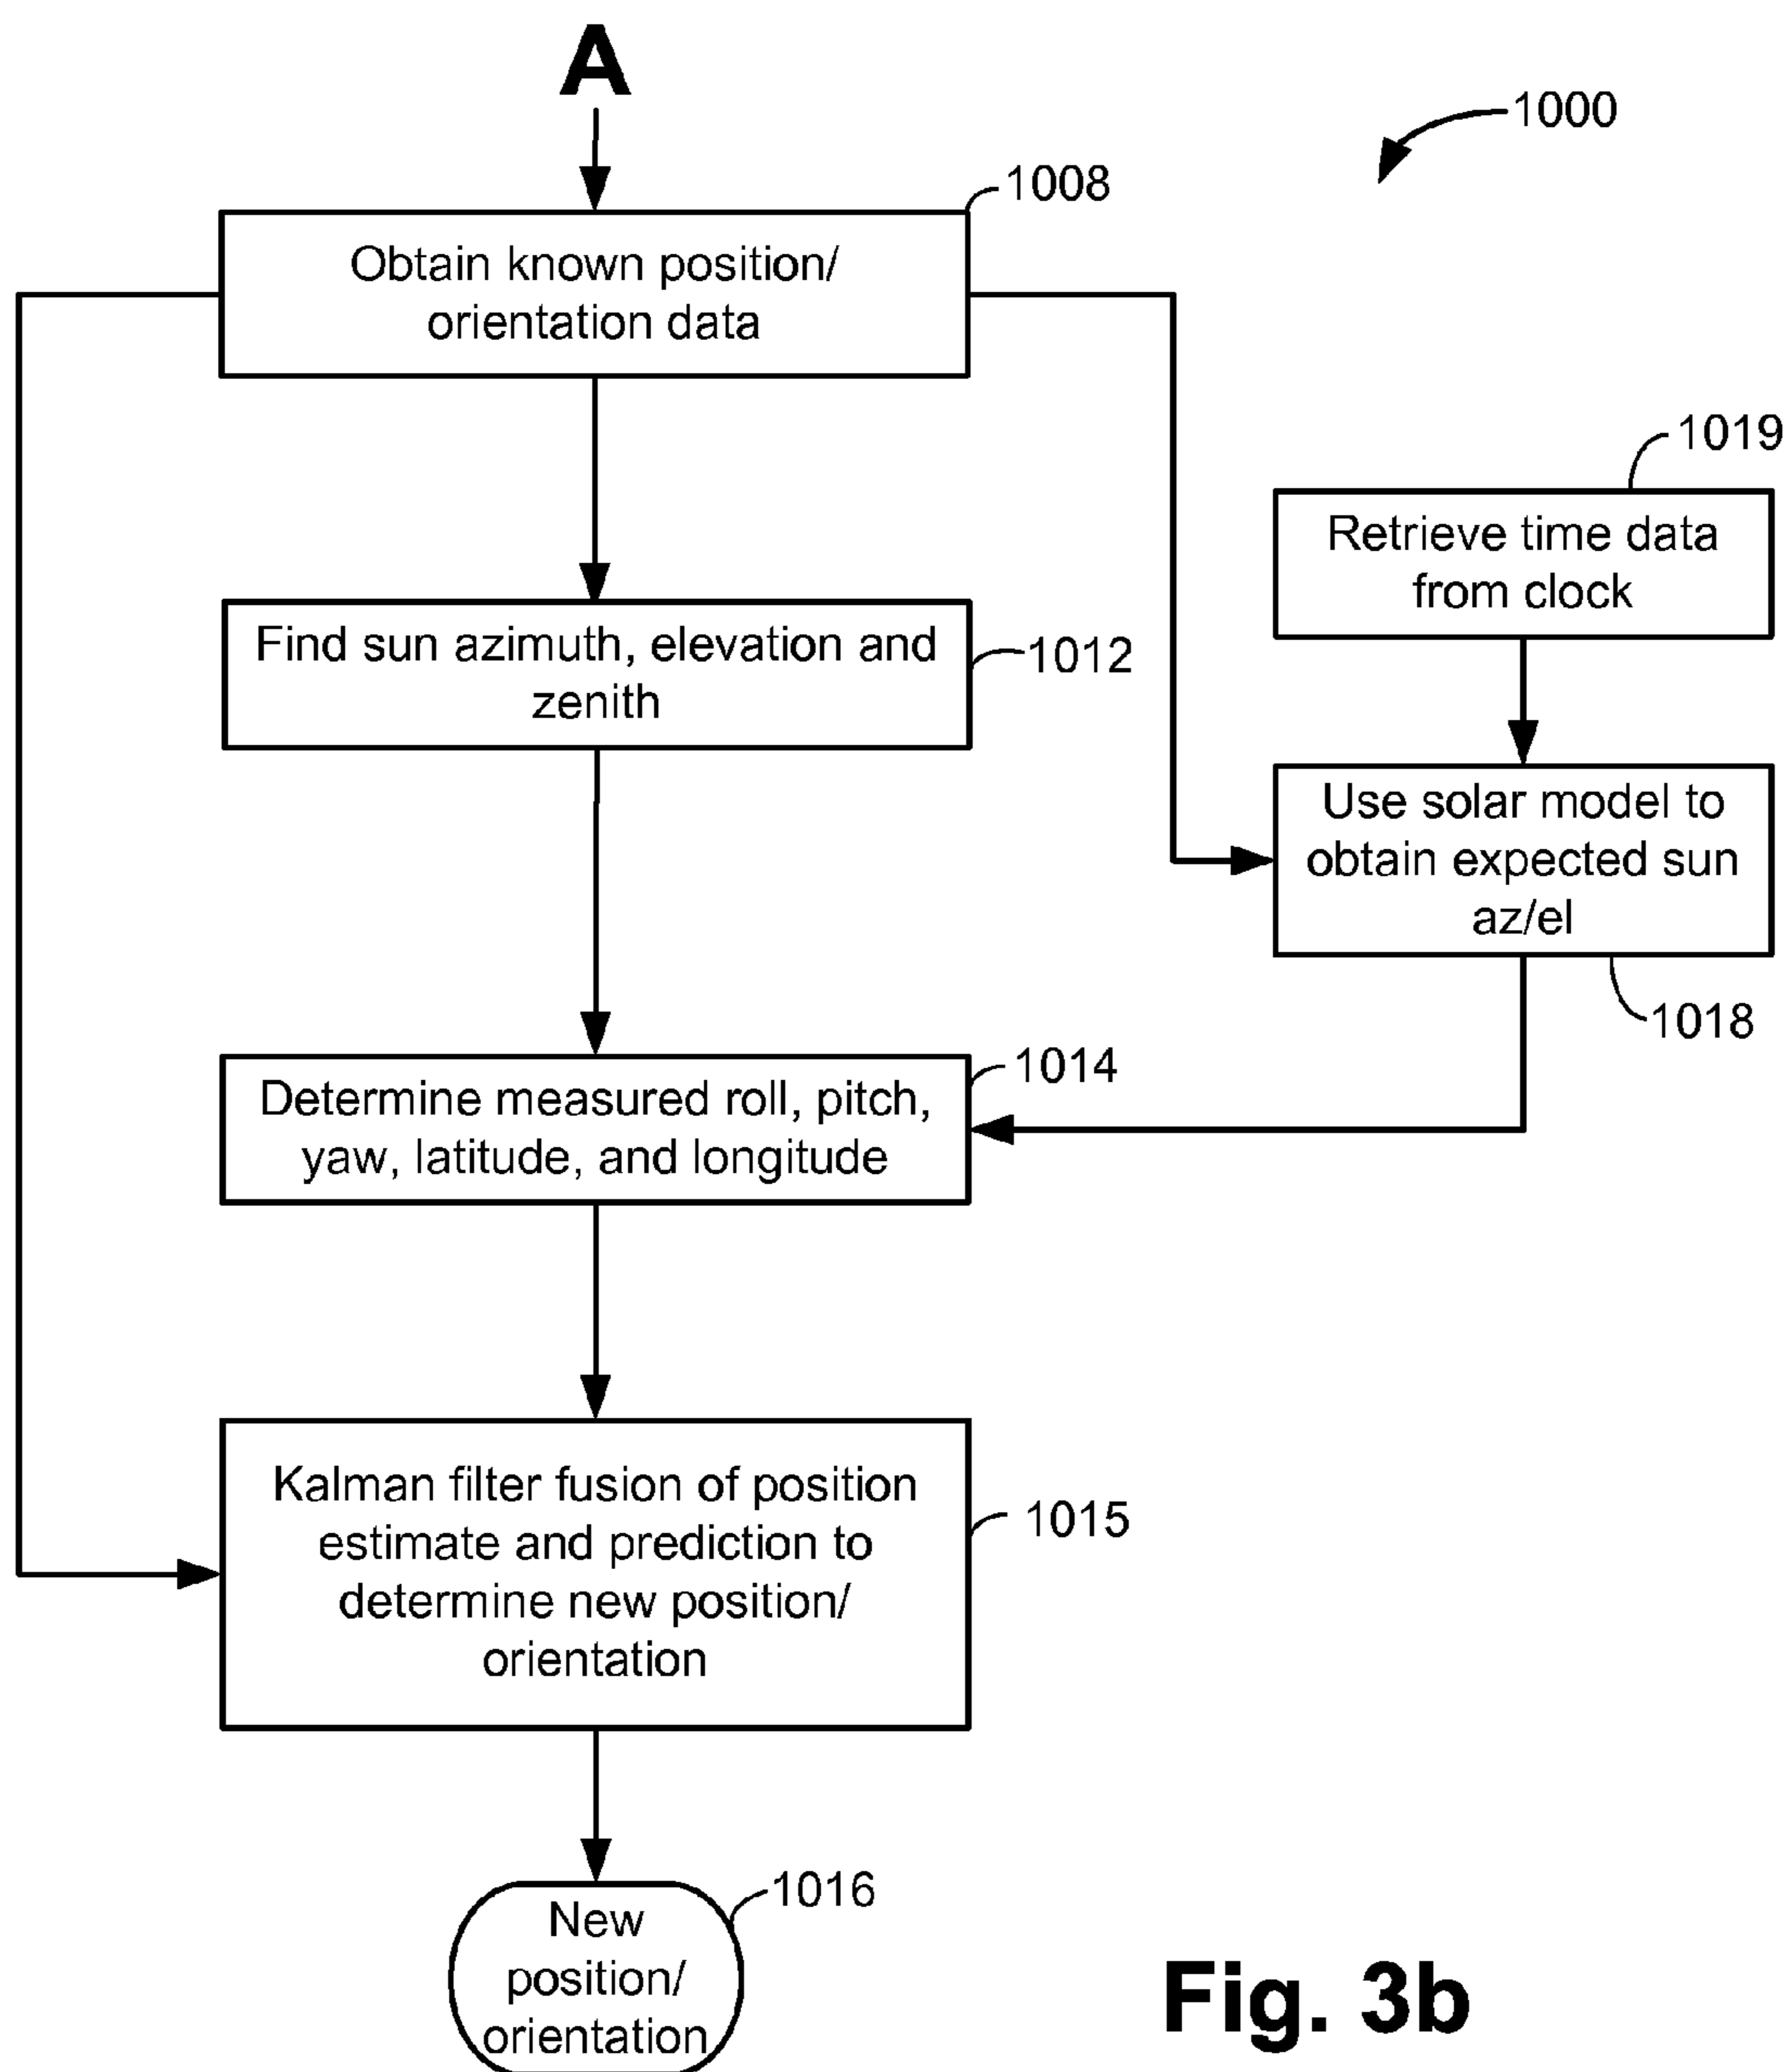 A
1000
1008
Obtain known position/
orientation data
1019
Retrieve time data
from clock
Find sun azimuth, elevation and
zenith
1012
Use solar model to
obtain expected sun
az/el
1018
1014
Determine measured roll, pitch,
yaw, latitude, and longitude
Kalman filter fusion of position
estimate and prediction to
determine new position/
orientation
1015
1016
New
position/
orientation
Fig. 3b